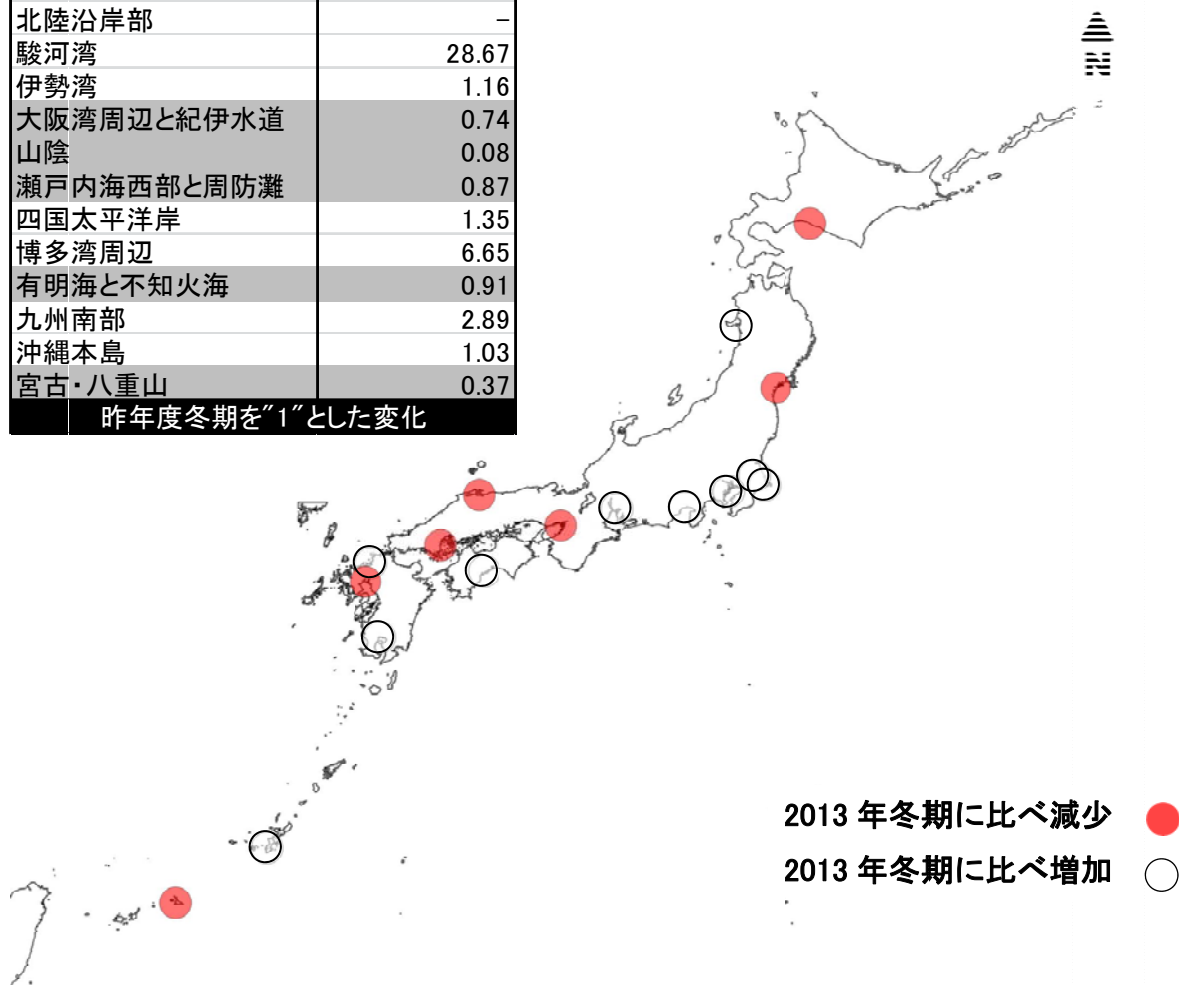 北陸沿岸部 –
駿河湾 28.67
伊勢湾 1.16
大阪湾周辺と紀伊水道 0.74
山陰 0.08
瀬戸内海西部と周防灘 0.87
四国太平洋岸 1.35
博多湾周辺 6.65
有明海と不知火海 0.91
九州南部 2.89
沖縄本島 1.03
宮古・八重山 0.37
昨年度冬期を"1"とした変化
N
2013 年冬期に比べ減少
2013 年冬期に比べ増加